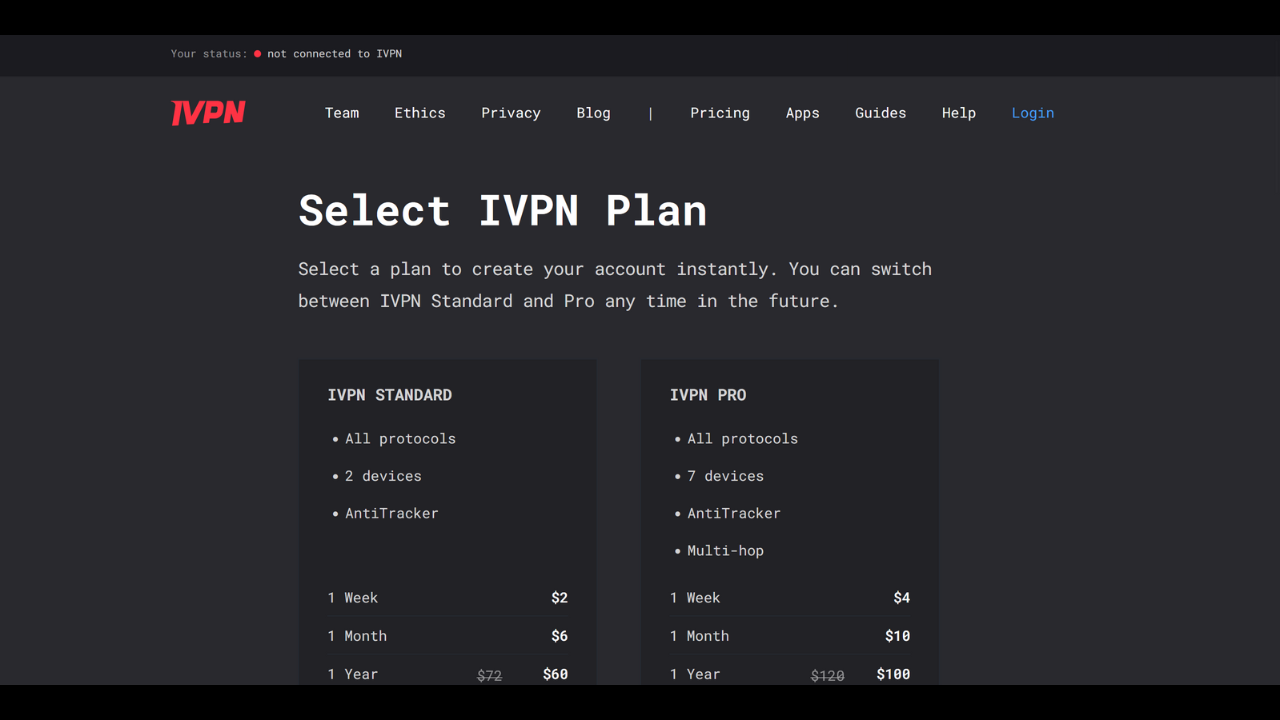 Your status: not connected to IVPN
IVPN Team Ethics Privacy Blog | Pricing Apps Guides Help Login
Select IVPN Plan
Select a plan to create your account instantly. You can switch
between IVPN Standard and Pro any time in the future.
IVPN STANDARD
• All protocols
• 2 devices
• AntiTracker
1 Week $2
1 Month $6
1 Year $72 $60
IVPN PRO
• All protocols
• 7 devices
• AntiTracker
• Multi-hop
1 Week $4
1 Month $10
1 Year $120 $100